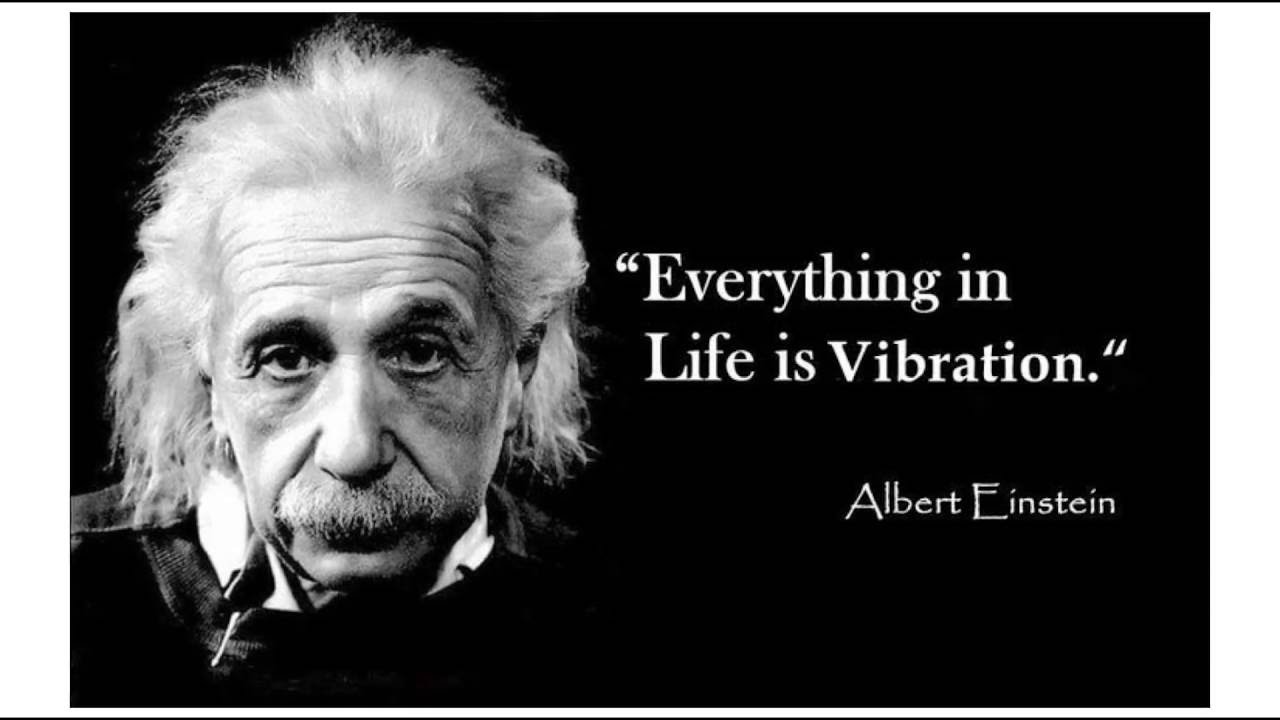 “Everything in
Life is Vibration.“
Albert Einstein